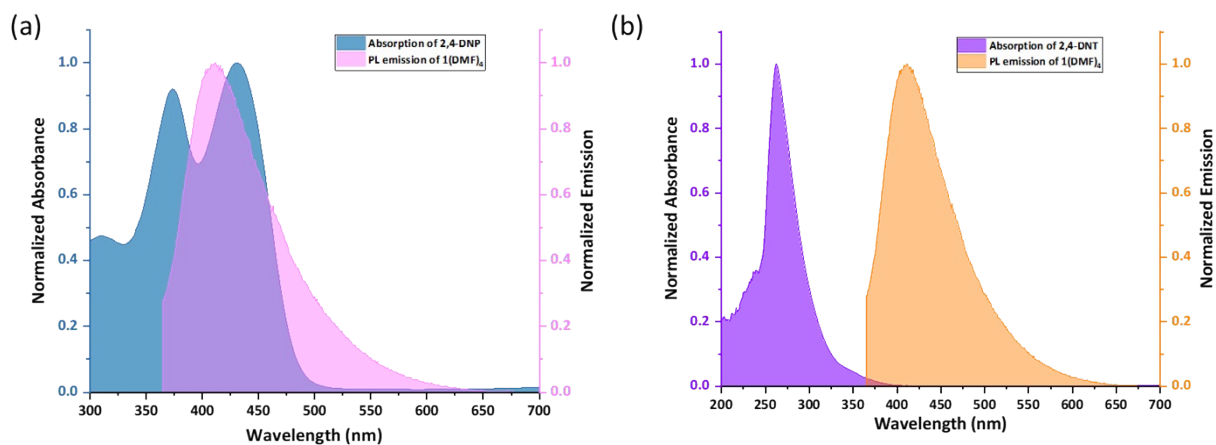 (a)
Absorption of 2,4-DNP
PL emission of 1(DMF)₄
1.0
0.8
0.6
0.4
0.2
0.0
Normalized Absorbance
1.0
0.8
0.6
0.4
0.2
0.0
Normalized Emission
300 350 400 450 500 550 600 650 700
Wavelength (nm)
(b)
Absorption of 2,4-DNT
PL emission of 1(DMF)₄
1.0
0.8
0.6
0.4
0.2
0.0
Normalized Absorbance
1.0
0.8
0.6
0.4
0.2
0.0
Normalized Emission
200 250 300 350 400 450 500 550 600 650 700
Wavelength (nm)